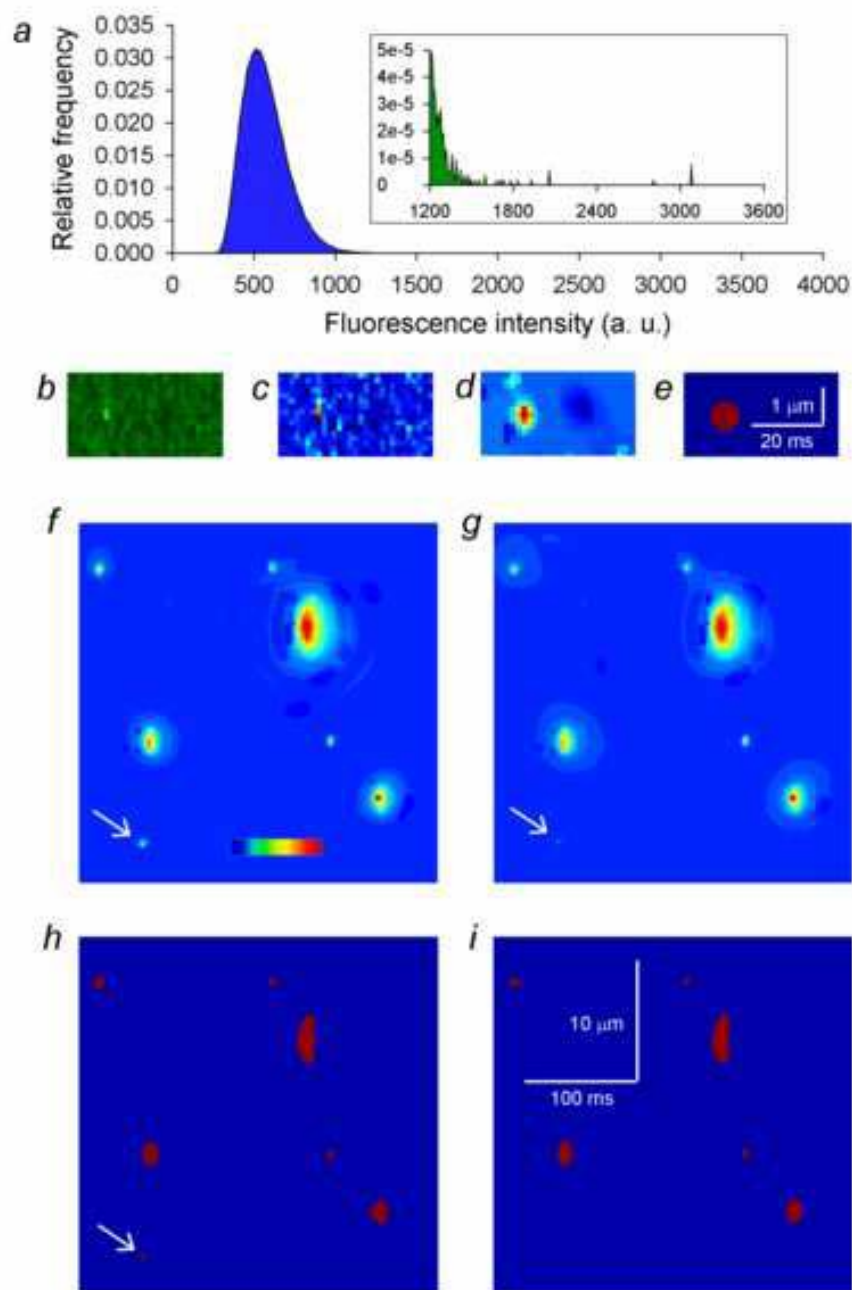 a
0.035
0.030
0.025
0.020
0.015
0.010
0.005
0.000
Relative frequency
0 500 1000 1500 2000 2500 3000 3500 4000
Fluorescence intensity (a. u.)
5e-5
4e-5
3e-5
2e-5
1e-5
0
1200 1800 2400 3000 3600
b c d e
1 μm
20 ms
f g
h i
10 μm
100 ms